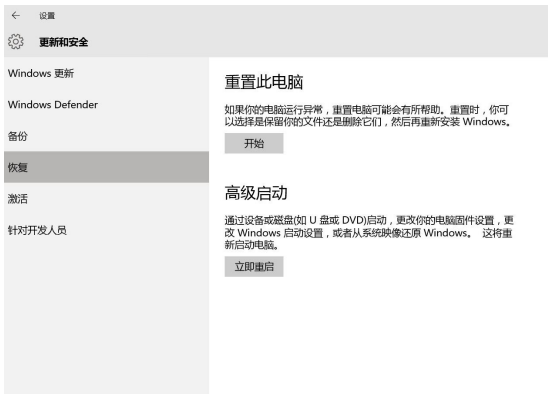 ← 设置
更新和安全
Windows 更新
Windows Defender
备份
恢复
激活
针对开发人员
重置此电脑
如果你的电脑运行异常，重置电脑可能会有所帮助。重置时，你可
以选择是保留你的文件还是删除它们，然后再重新安装 Windows。
开始
高级启动
通过设备或磁盘(如 U 盘或 DVD)启动，更改你的电脑固件设置，更
改 Windows 启动设置，或者从系统映像还原 Windows。 这将重
新启动电脑。
立即重启